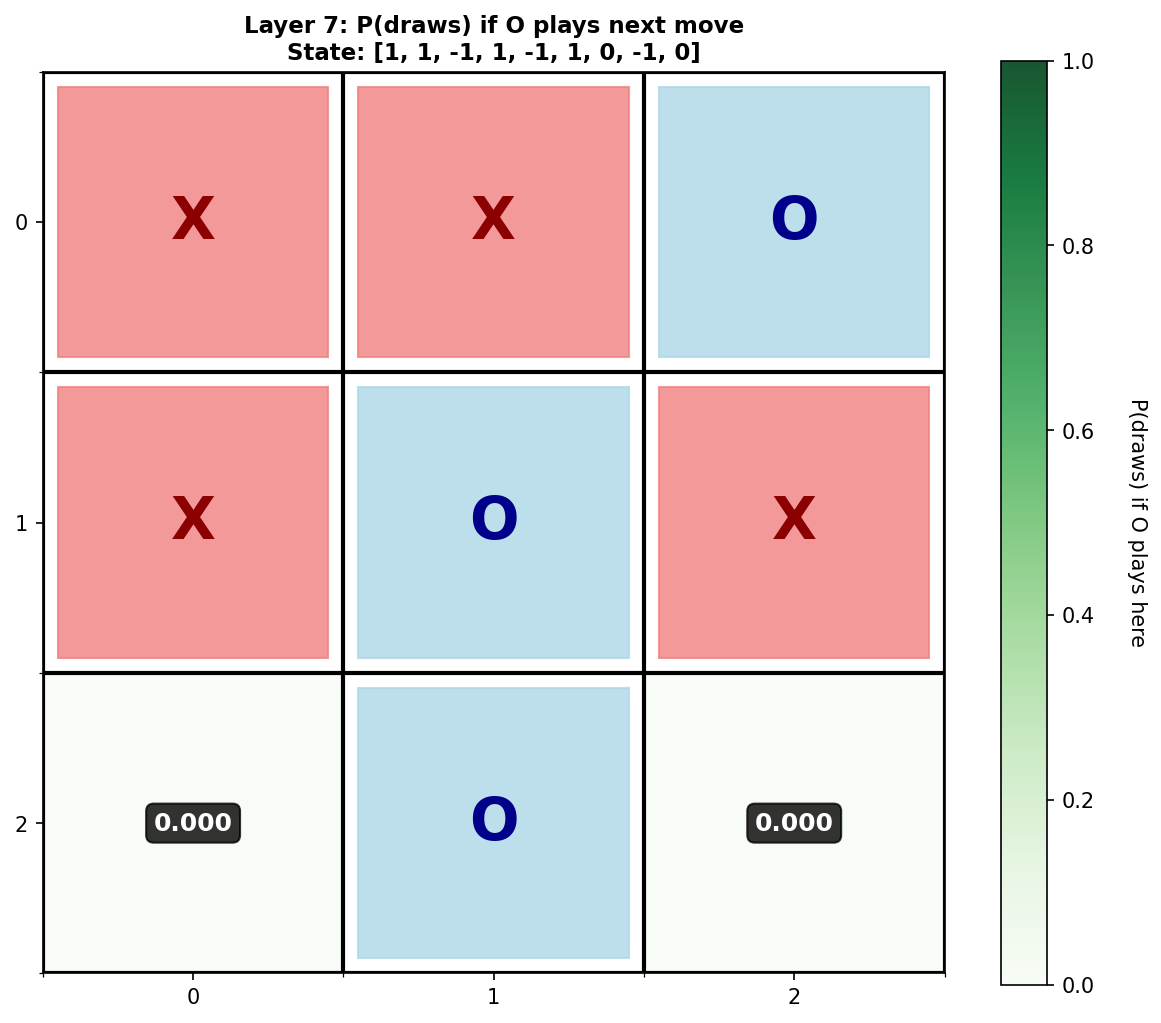 Layer 7: P(draws) if O plays next move
State: [1, 1, -1, 1, -1, 1, 0, -1, 0]
X X O
X O X
0.000 O 0.000
0
1
2
0 1 2
1.0
0.8
0.6
0.4
0.2
0.0
P(draws) if O plays here